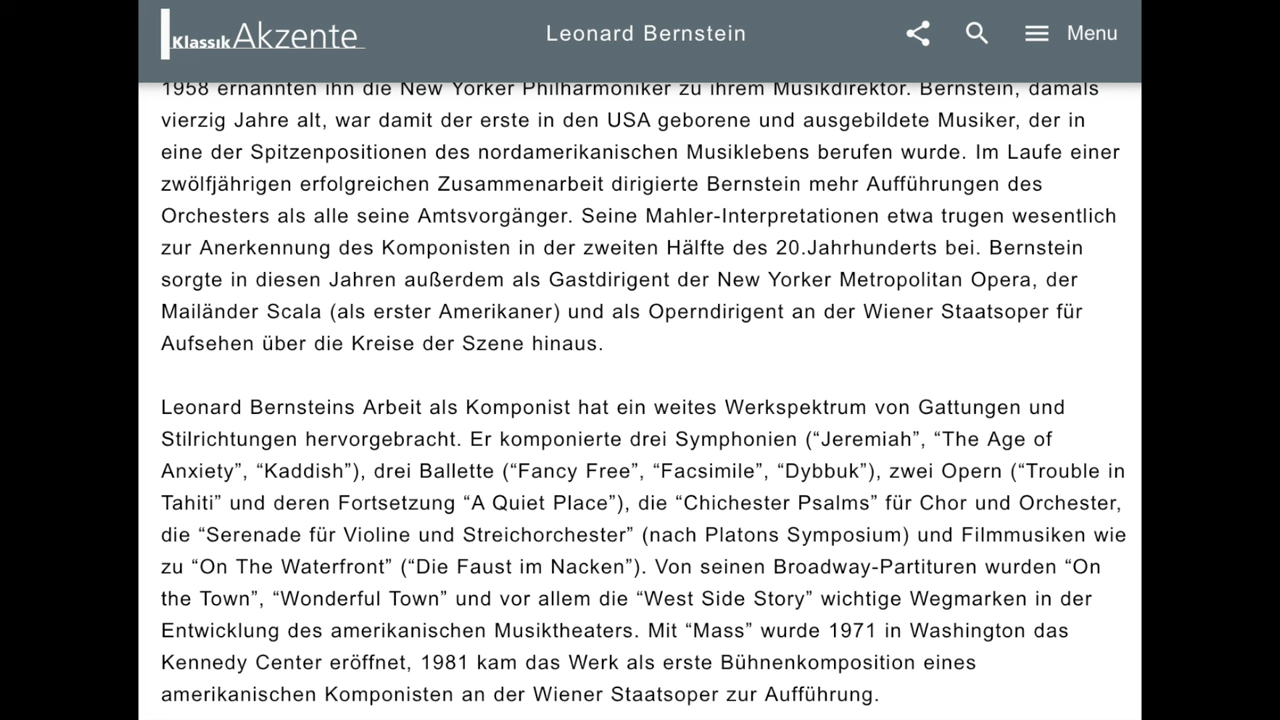 KlassikAkzente
Leonard Bernstein
Menu
1958 ernannten ihn die New Yorker Philharmoniker zu ihrem Musikdirektor. Bernstein, damals
vierzig Jahre alt, war damit der erste in den USA geborene und ausgebildete Musiker, der in
eine der Spitzenpositionen des nordamerikanischen Musiklebens berufen wurde. Im Laufe einer
zwölfjährigen erfolgreichen Zusammenarbeit dirigierte Bernstein mehr Aufführungen des
Orchesters als alle seine Amtsvorgänger. Seine Mahler-Interpretationen etwa trugen wesentlich
zur Anerkennung des Komponisten in der zweiten Hälfte des 20.Jahrhunderts bei. Bernstein
sorgte in diesen Jahren außerdem als Gastdirigent der New Yorker Metropolitan Opera, der
Mailänder Scala (als erster Amerikaner) und als Operndirigent an der Wiener Staatsoper für
Aufsehen über die Kreise der Szene hinaus.
Leonard Bernsteins Arbeit als Komponist hat ein weites Werkspektrum von Gattungen und
Stilrichtungen hervorgebracht. Er komponierte drei Symphonien (“Jeremiah”, “The Age of
Anxiety”, “Kaddish”), drei Ballette (“Fancy Free”, “Facsimile”, “Dybbuk”), zwei Opern (“Trouble in
Tahiti” und deren Fortsetzung “A Quiet Place”), die “Chichester Psalms” für Chor und Orchester,
die “Serenade für Violine und Streichorchester” (nach Platons Symposium) und Filmmusiken wie
zu “On The Waterfront” (“Die Faust im Nacken”). Von seinen Broadway-Partituren wurden “On
the Town”, “Wonderful Town” und vor allem die “West Side Story” wichtige Wegmarken in der
Entwicklung des amerikanischen Musiktheaters. Mit “Mass” wurde 1971 in Washington das
Kennedy Center eröffnet, 1981 kam das Werk als erste Bühnenkomposition eines
amerikanischen Komponisten an der Wiener Staatsoper zur Aufführung.